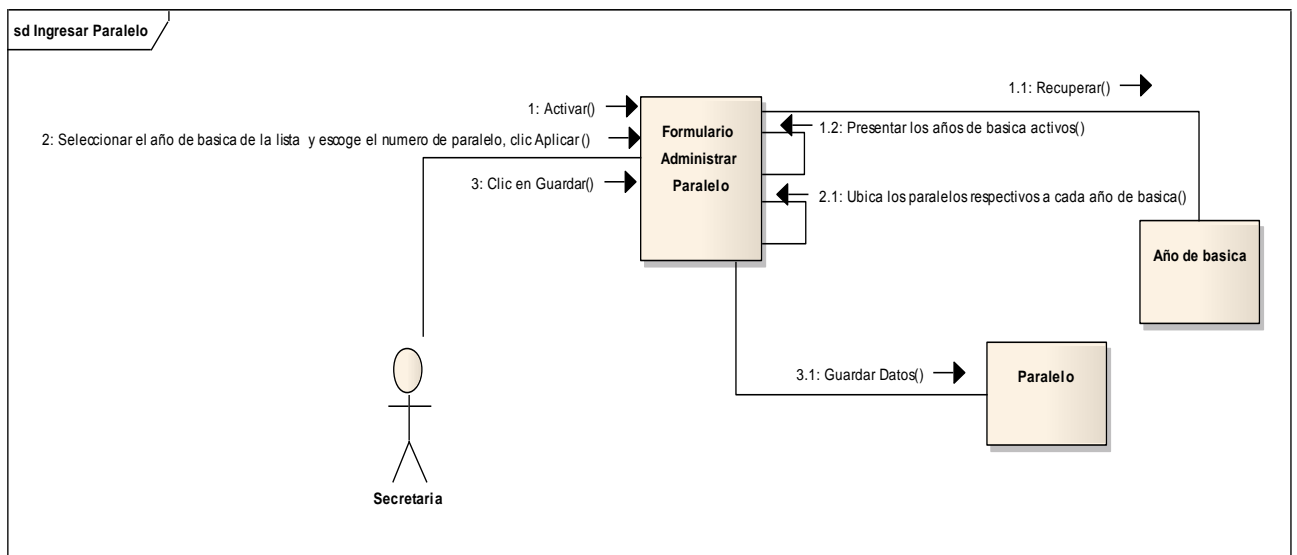 sd Ingresar Paralelo
1: Activar()
2: Seleccionar el año de basica de la lista y escoge el numero de paralelo, clic Aplicar()
3: Clic en Guardar()
Formulario
Administrar
Paralelo
1.1: Recuperar()
1.2: Presentar los años de basica activos()
2.1: Ubica los paralelos respectivos a cada año de basica()
Año de basica
3.1: Guardar Datos()
Paralelo
Secretaria